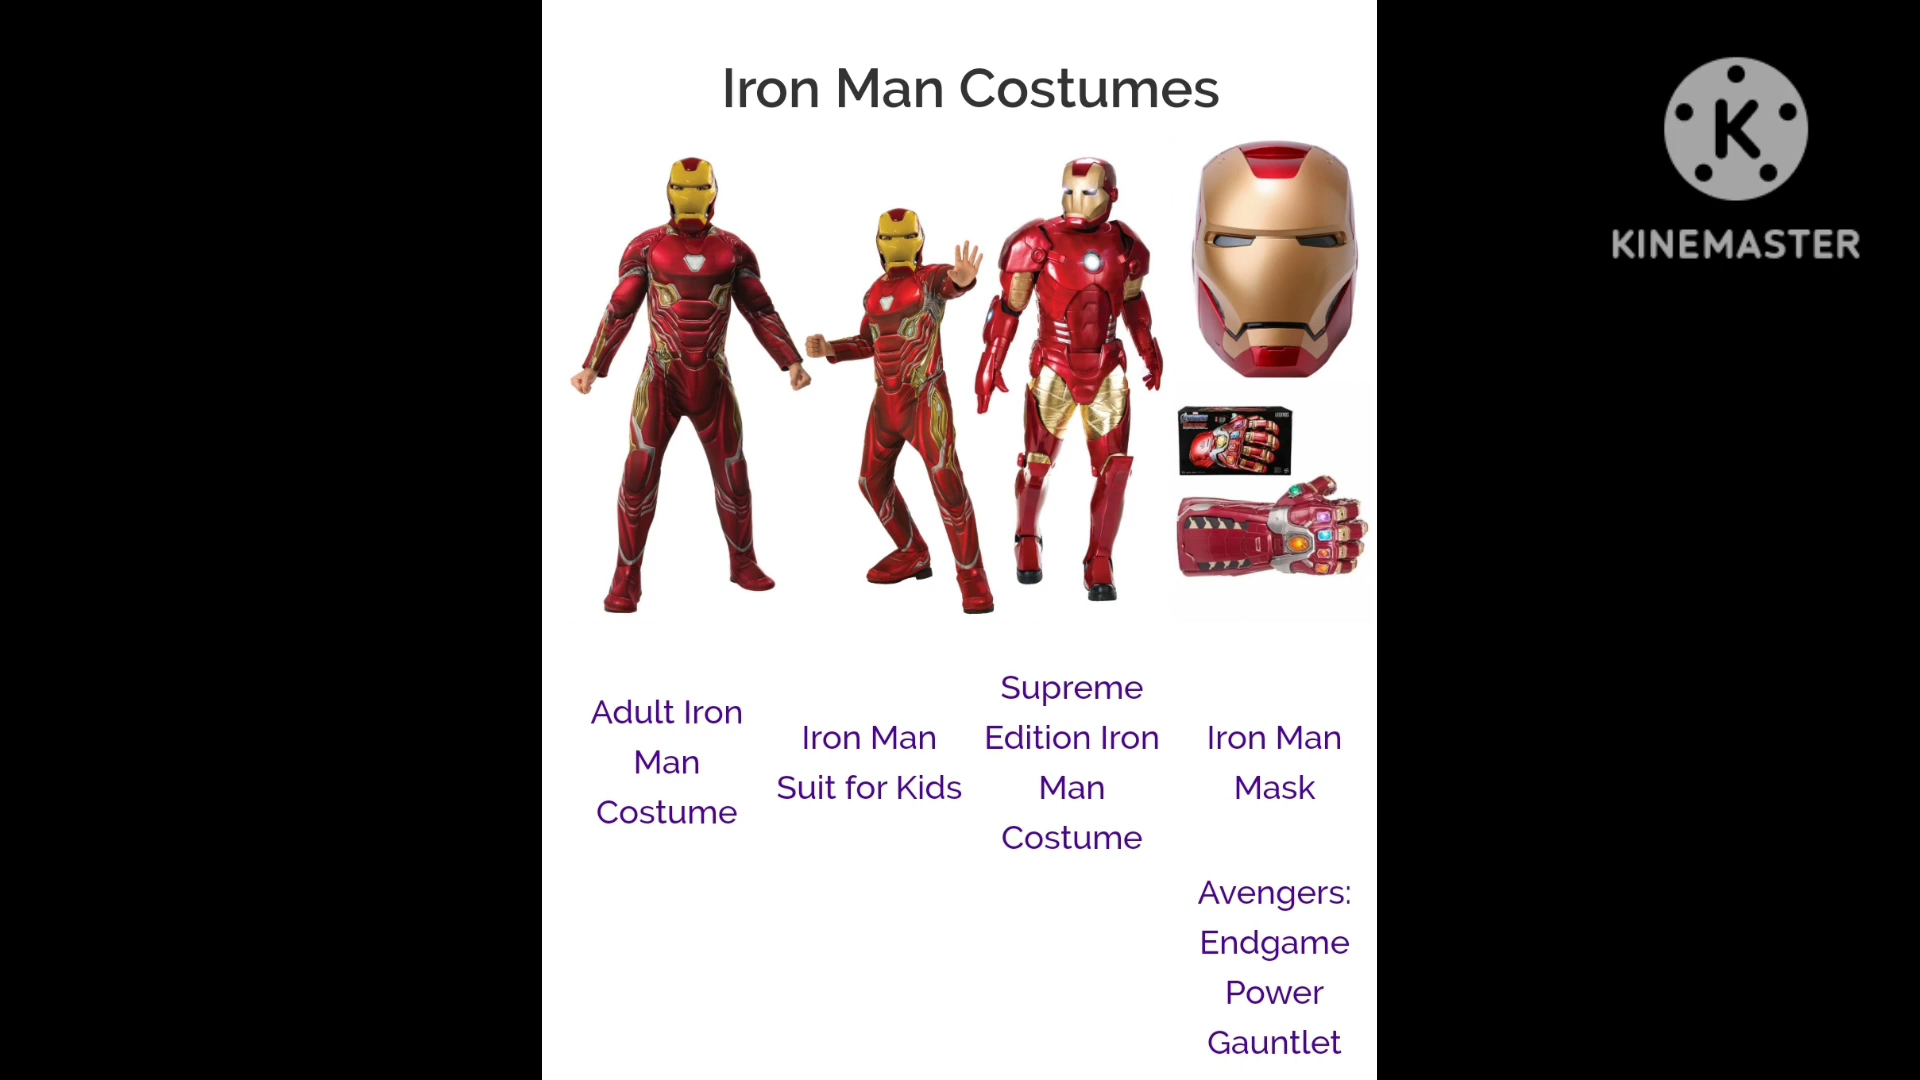 Iron Man Costumes
K
KINEMASTER
Adult Iron
Man
Costume
Iron Man
Suit for Kids
Supreme
Edition Iron
Man
Costume
Iron Man
Mask
Avengers:
Endgame
Power
Gauntlet